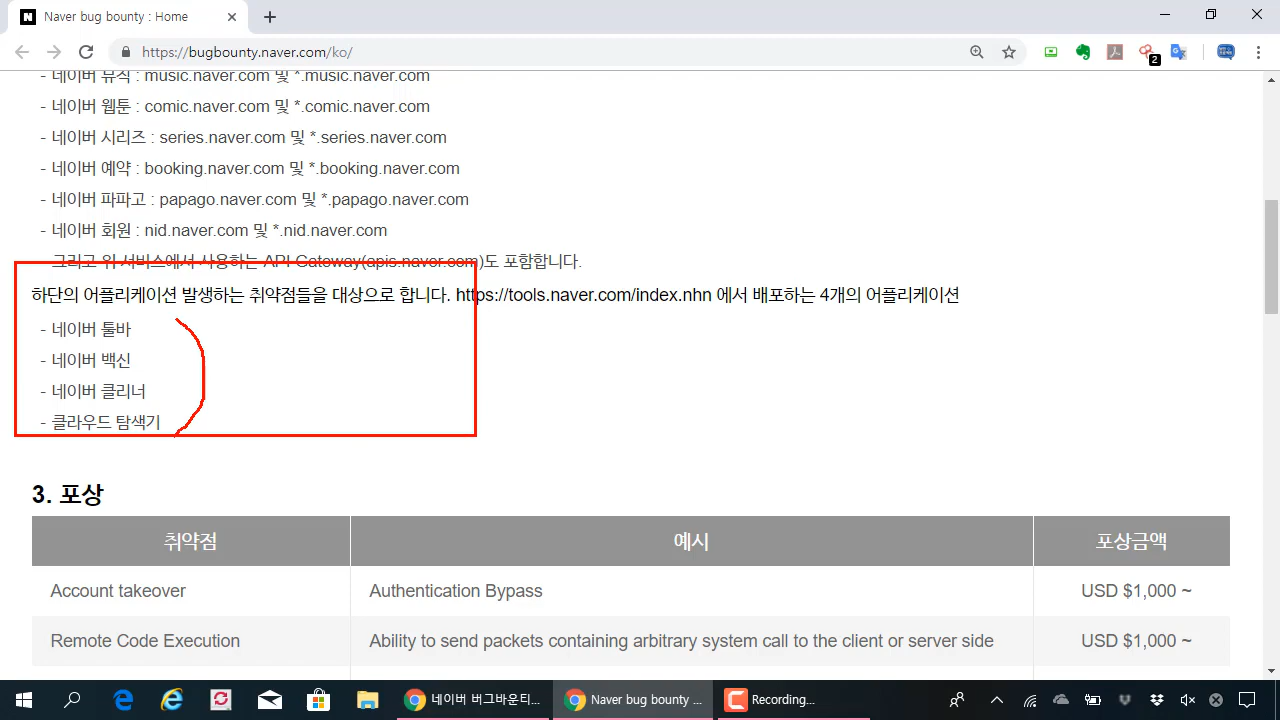 Naver bug bounty : Home
https://bugbounty.naver.com/ko/
2
- 네이버 뮤직 : music.naver.com 및 *.music.naver.com
- 네이버 웹툰 : comic.naver.com 및 *.comic.naver.com
- 네이버 시리즈 : series.naver.com 및 *.series.naver.com
- 네이버 예약 : booking.naver.com 및 *.booking.naver.com
- 네이버 파파고 : papago.naver.com 및 *.papago.naver.com
- 네이버 회원 : nid.naver.com 및 *.nid.naver.com
그리고 위 서비스에서 사용하는 API Gateway(apis.naver.com)도 포함합니다.
하단의 어플리케이션 발생하는 취약점들을 대상으로 합니다. https://tools.naver.com/index.nhn 에서 배포하는 4개의 어플리케이션
- 네이버 툴바
- 네이버 백신
- 네이버 클리너
- 클라우드 탐색기
3. 포상
취약점 예시 포상금액
Account takeover Authentication Bypass USD $1,000 ~
Remote Code Execution Ability to send packets containing arbitrary system call to the client or server side USD $1,000 ~
네이버 버그바운티... Naver bug bounty ... Recording...